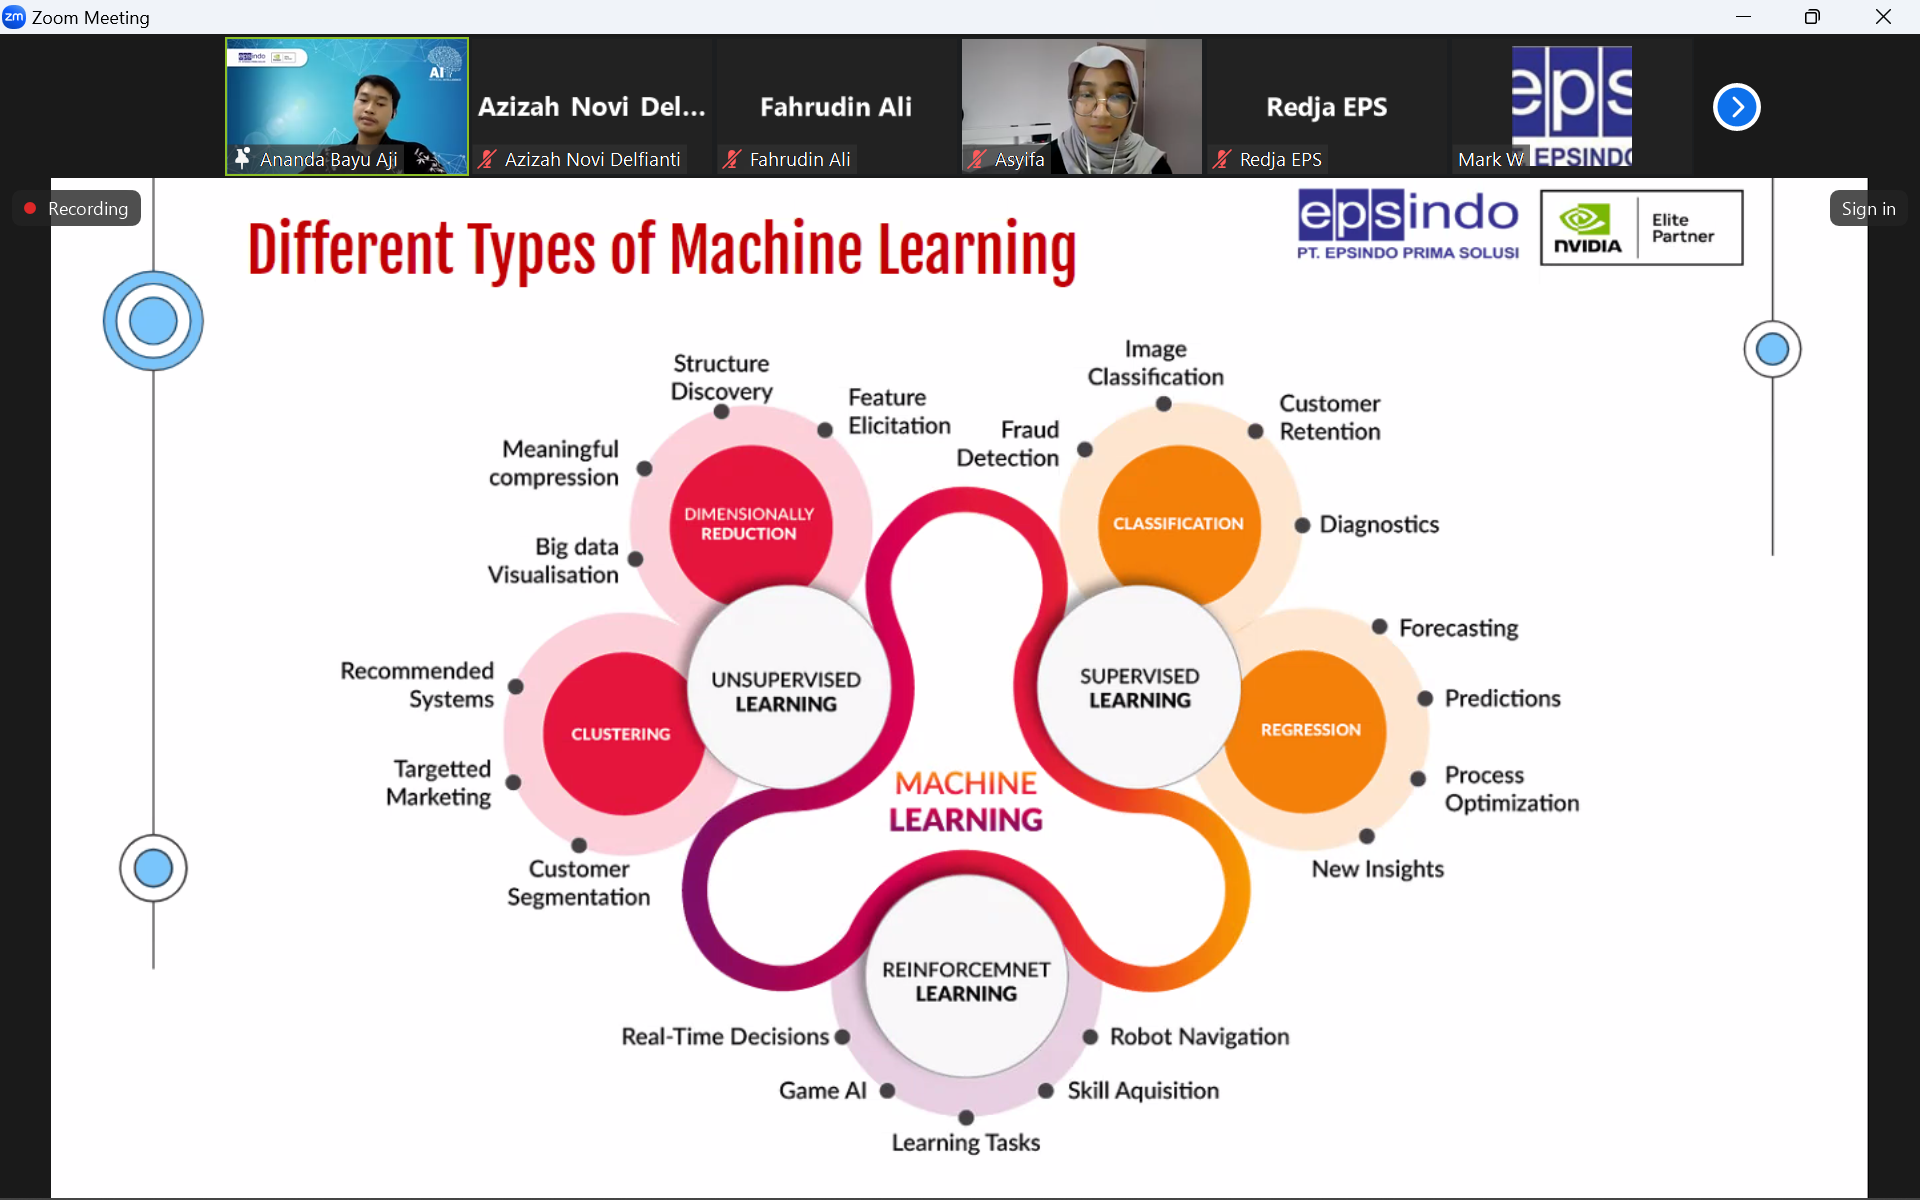 zm Zoom Meeting
epsindo
AI
Azizah Novi Del...
Fahrudin Ali
Redja EPS
eps
EPSINDO
Ananda Bayu Aji
Azizah Novi Delfianti
Fahrudin Ali
Asyifa
Redja EPS
Mark W
Recording
Sign in
Different Types of Machine Learning
epsindo
PT. EPSINDO PRIMA SOLUSI
NVIDIA
Elite
Partner
Structure
Discovery
Feature
Elicitation
Meaningful
compression
Big data
Visualisation
DIMENSIONALLY
REDUCTION
Recommended
Systems
Targetted
Marketing
Customer
Segmentation
CLUSTERING
UNSUPERVISED
LEARNING
Image
Classification
Fraud
Detection
Customer
Retention
Diagnostics
CLASSIFICATION
SUPERVISED
LEARNING
Forecasting
Predictions
Process
Optimization
New Insights
REGRESSION
MACHINE
LEARNING
REINFORCEMNET
LEARNING
Real-Time Decisions
Game AI
Learning Tasks
Skill Aquisition
Robot Navigation